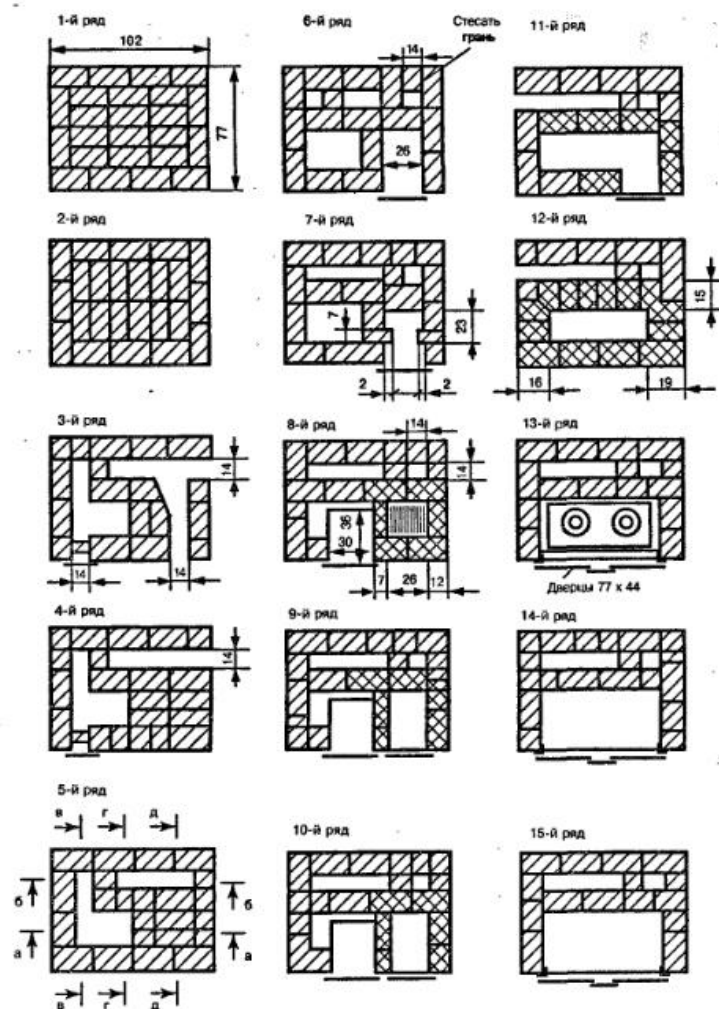 1-й ряд
102
77
2-й ряд
3-й ряд
14
14
14
4-й ряд
14
5-й ряд
в г д
б б
а а
в г д
6-й ряд
Стесать
грань
14
26
7-й ряд
7
23
2 2
8-й ряд
14
14
36
30
7 26 12
9-й ряд
10-й ряд
11-й ряд
12-й ряд
15
16 19
13-й ряд
Дверцы 77 x 44
14-й ряд
15-й ряд